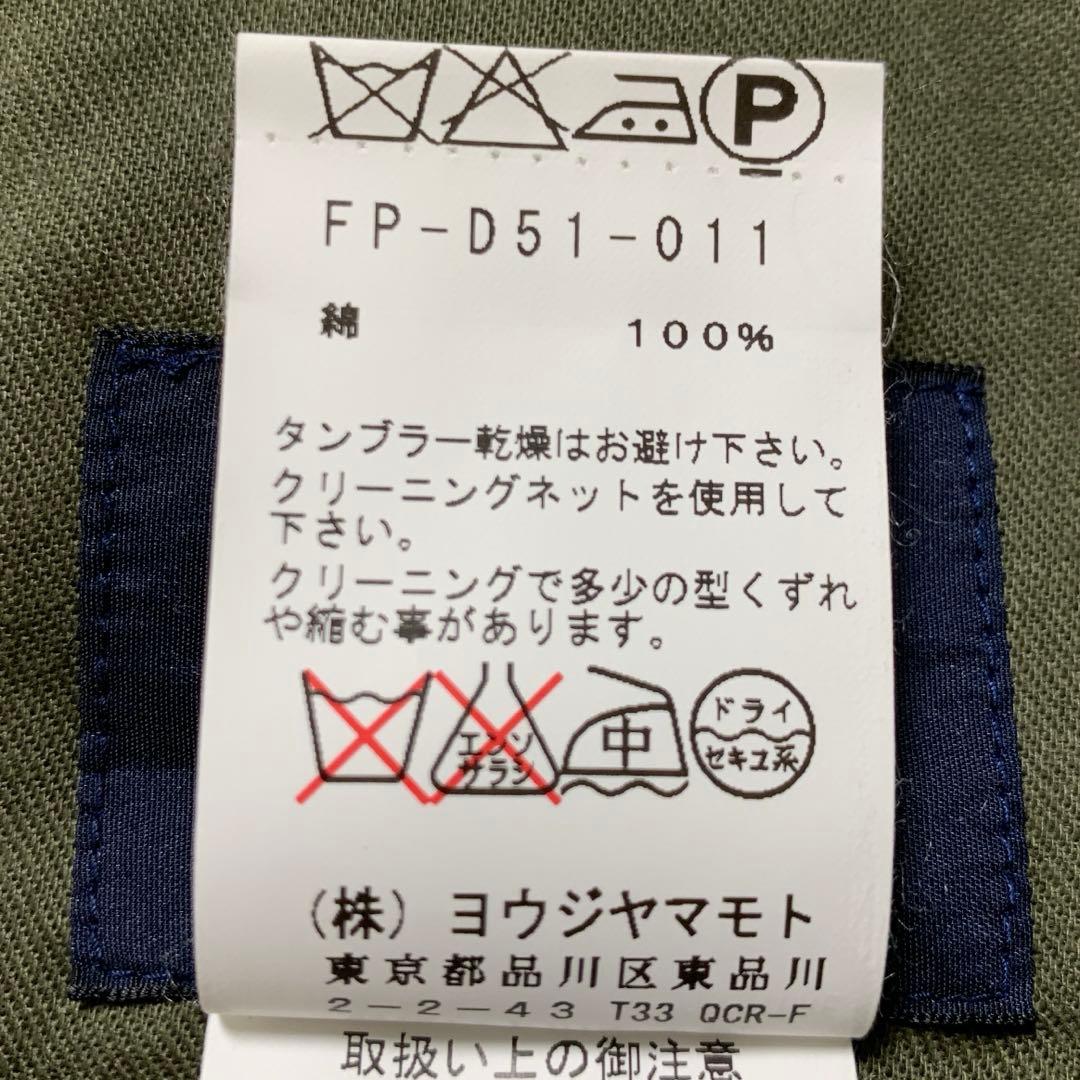 P
FP-D51-011
綿 100%
タンブラー乾燥はお避け下さい。
クリーニングネットを使用して
下さい。
クリーニングで多少の型くずれ
や縮む事があります。
エンソ
サラシ
中
ドライ
セキユ系
(株) ヨウジヤマモト
東京都品川区東品川
2-2-43 T33 QCR-F
取扱い上の御注意